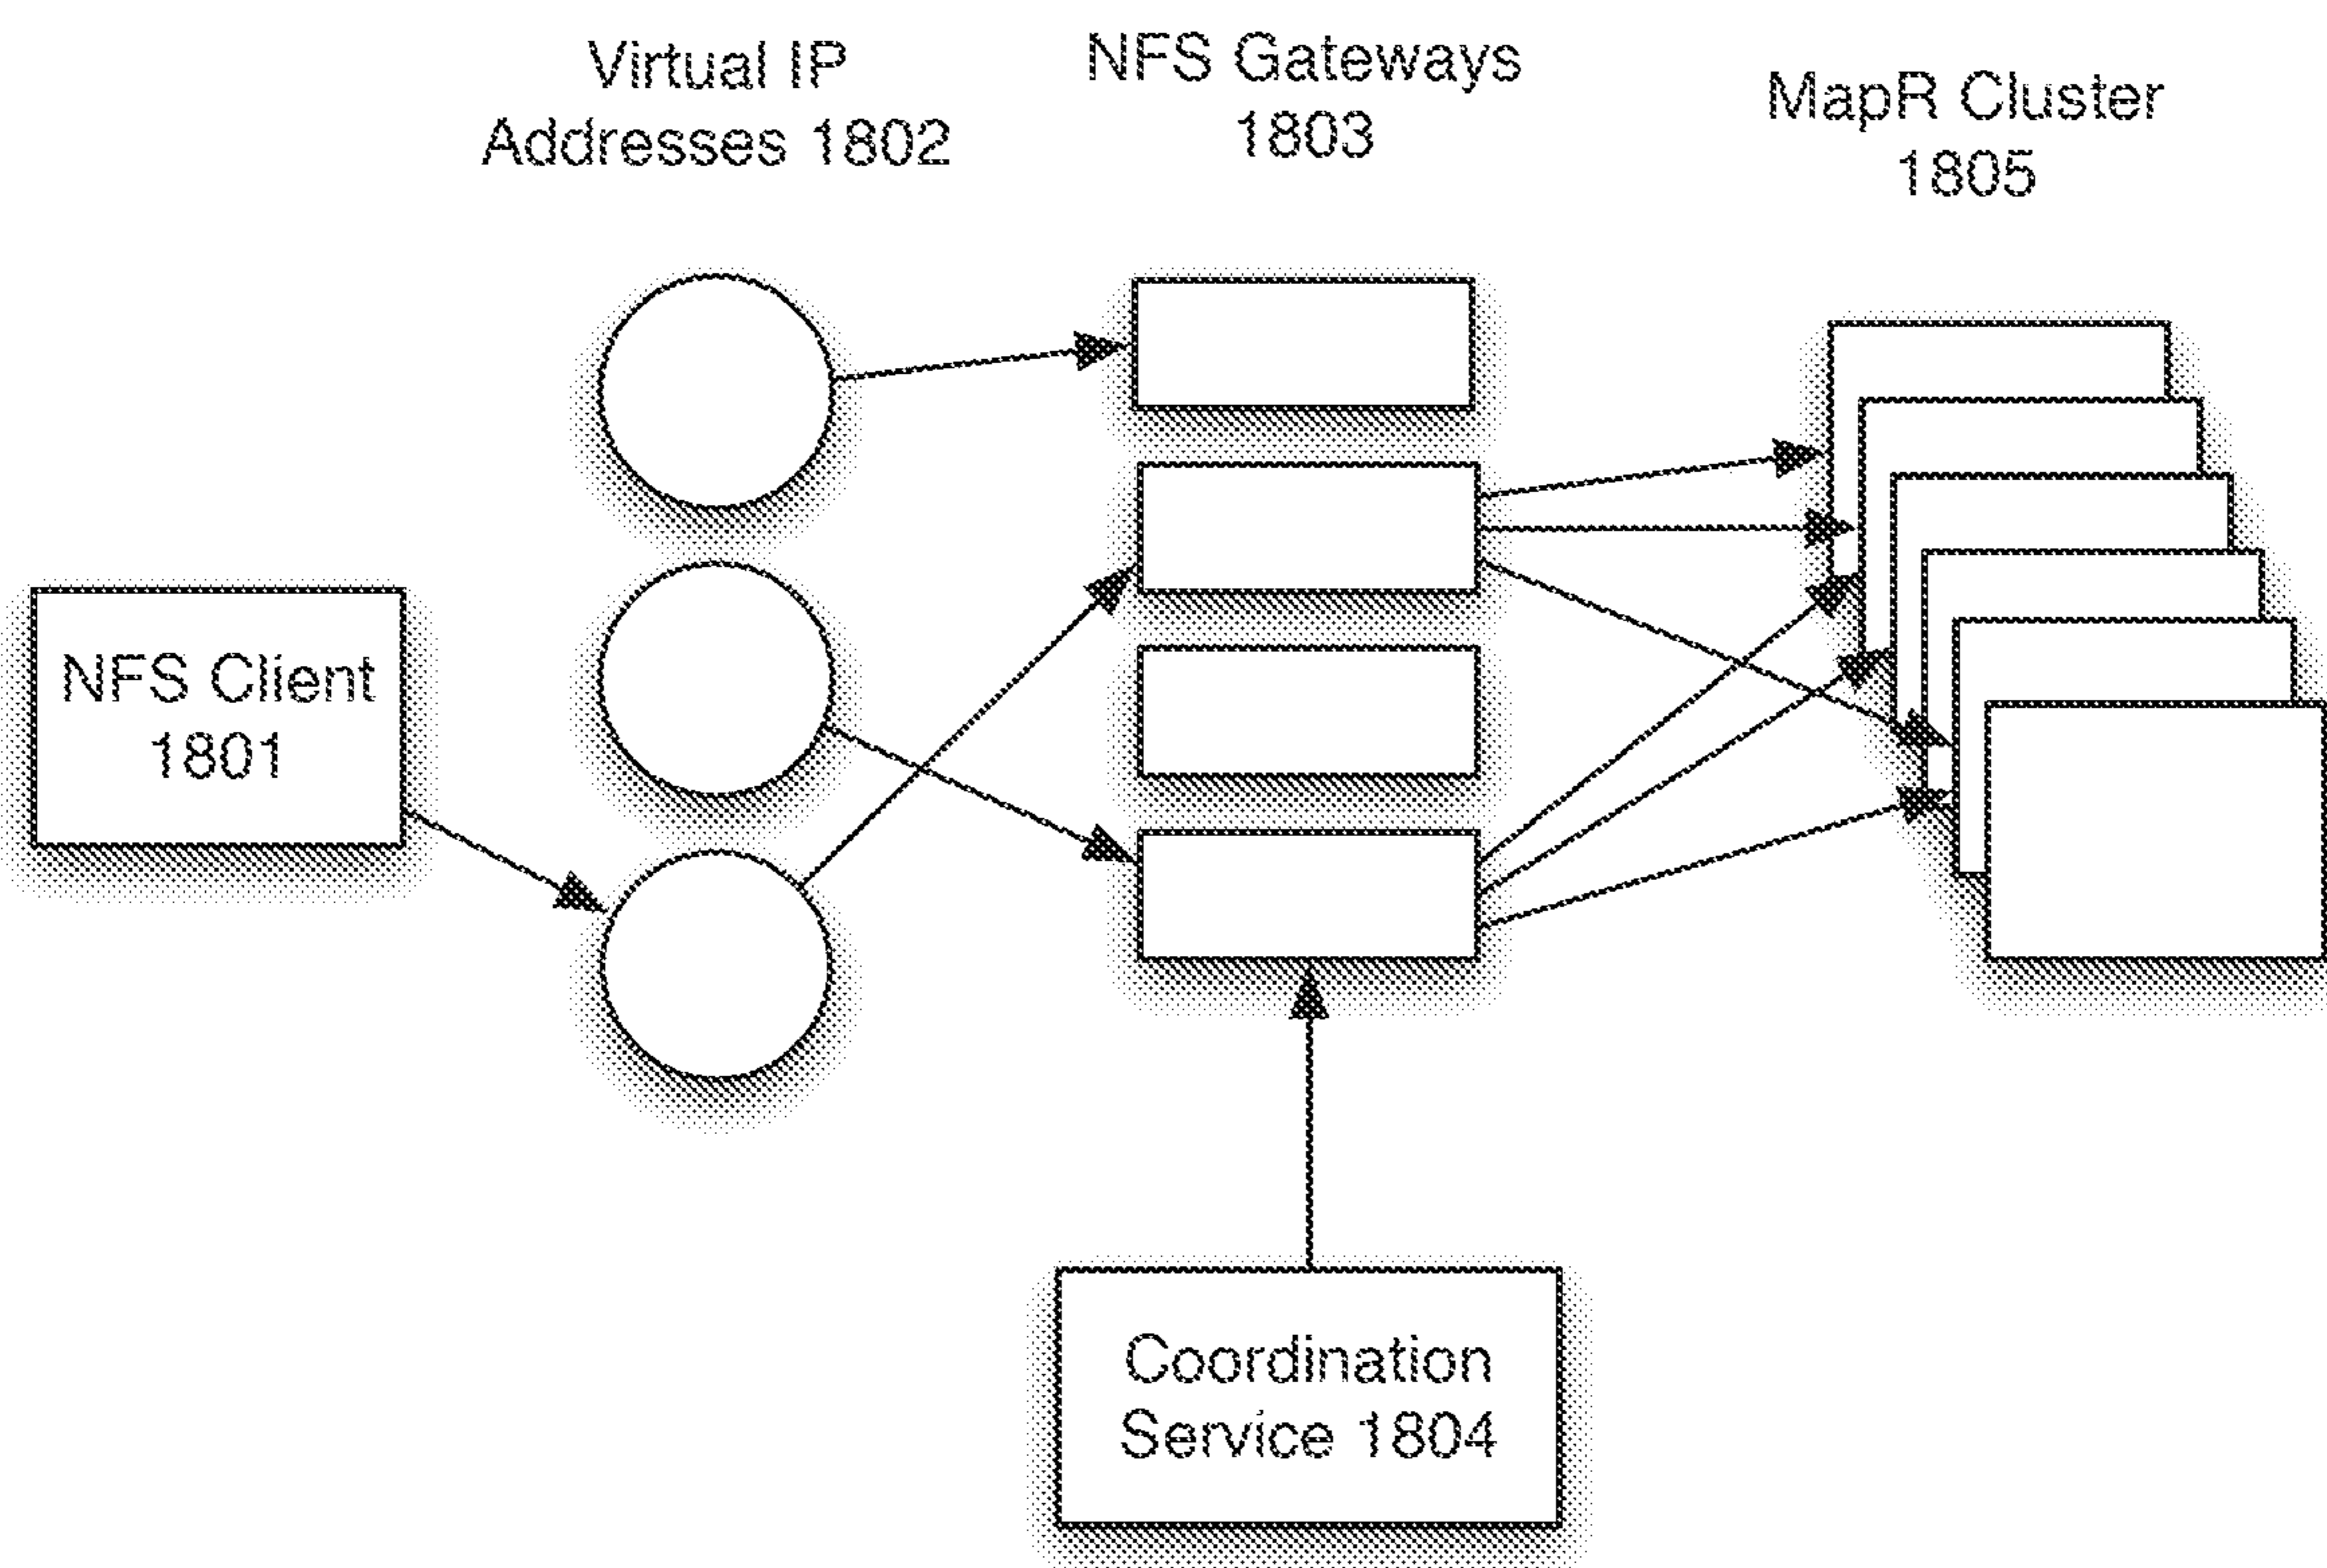 Virtual IP
Addresses 1802
NFS Gateways
1803
MapR Cluster
1805
NFS Client
1801
Coordination
Service 1804